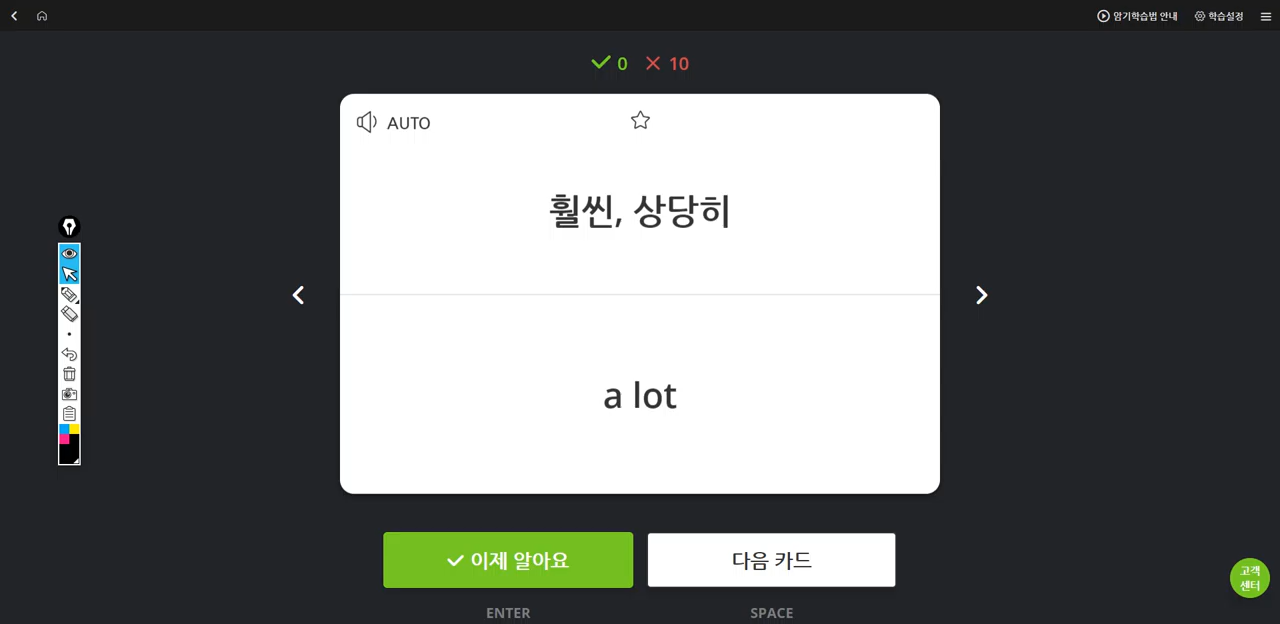 암기학습법 안내 학습설정
0 10
AUTO
훨씬, 상당히
a lot
이제 알아요 다음 카드
ENTER SPACE
고객
센터